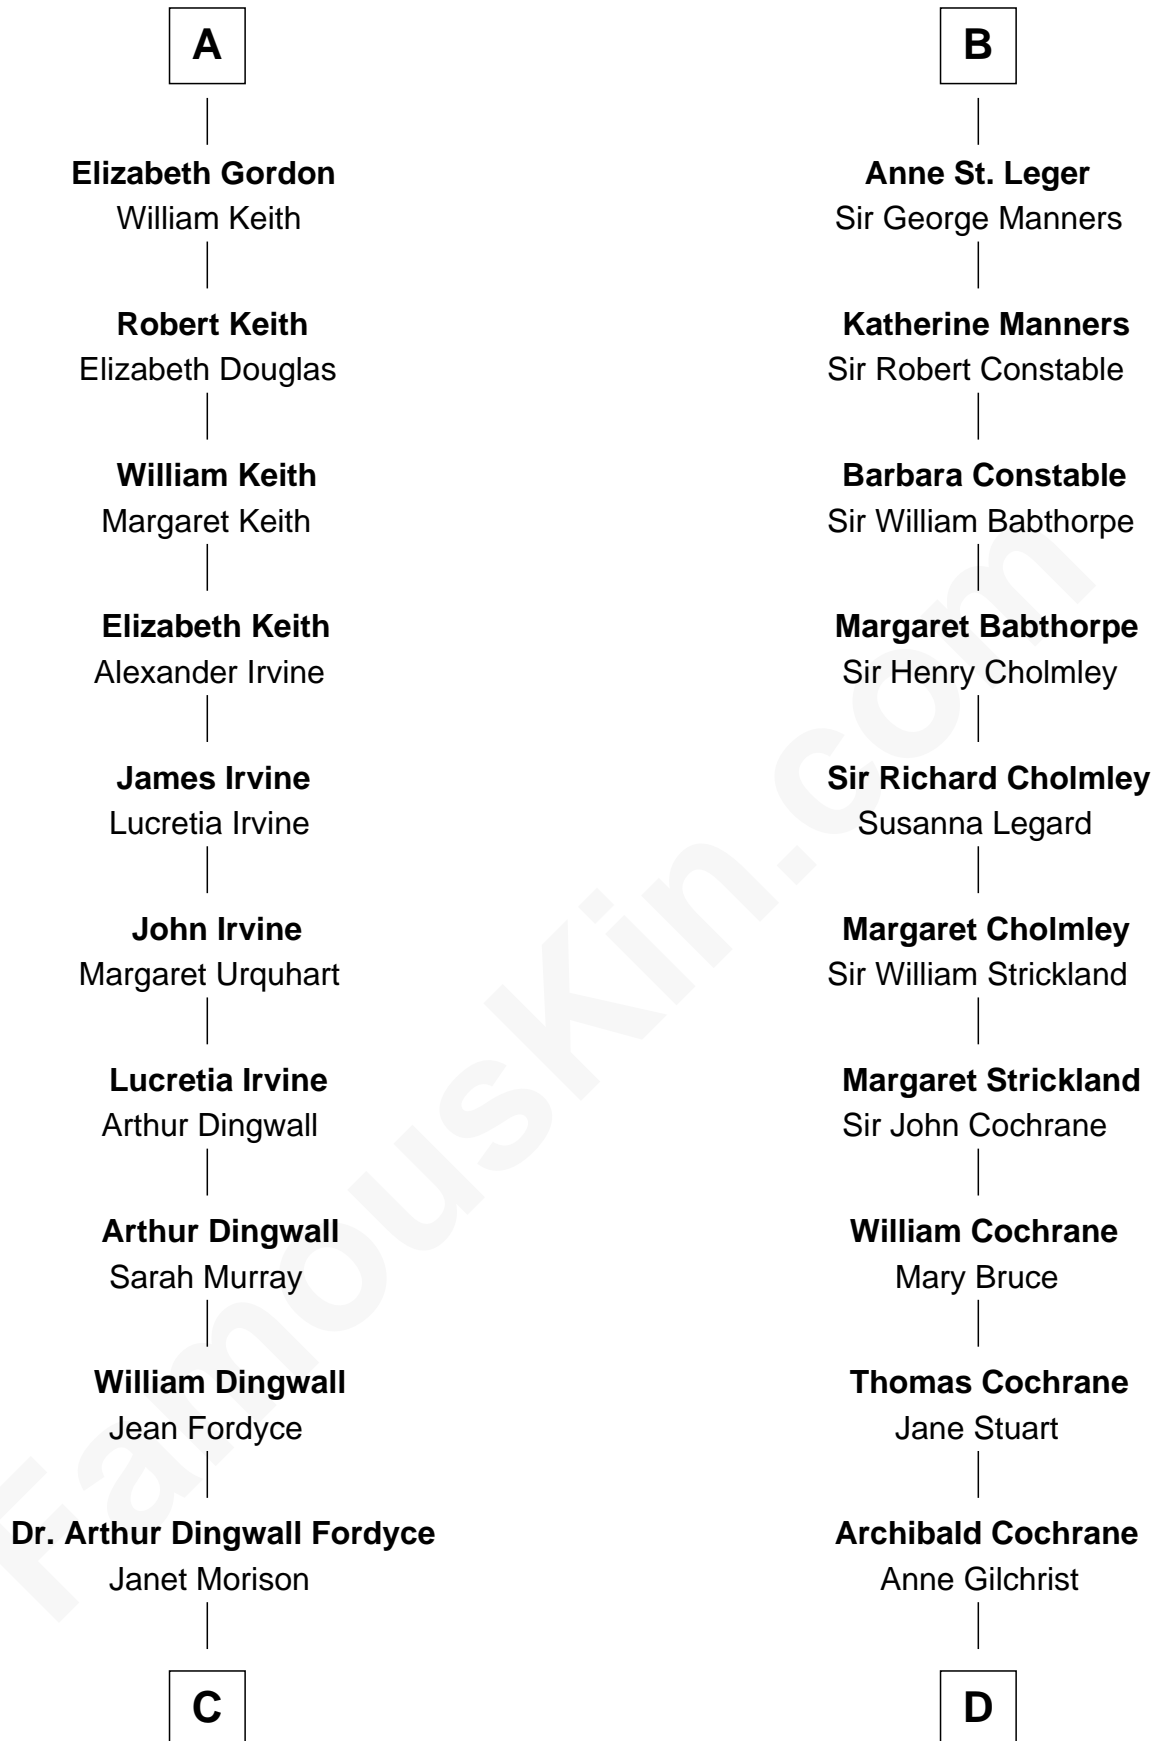 A
Elizabeth Gordon
William Keith
Robert Keith
Elizabeth Douglas
William Keith
Margaret Keith
Elizabeth Keith
Alexander Irvine
James Irvine
Lucretia Irvine
John Irvine
Margaret Urquhart
Lucretia Irvine
Arthur Dingwall
Arthur Dingwall
Sarah Murray
William Dingwall
Jean Fordyce
Dr. Arthur Dingwall Fordyce
Janet Morison
C
B
Anne St. Leger
Sir George Manners
Katherine Manners
Sir Robert Constable
Barbara Constable
Sir William Babthorpe
Margaret Babthorpe
Sir Henry Cholmley
Sir Richard Cholmley
Susanna Legard
Margaret Cholmley
Sir William Strickland
Margaret Strickland
Sir John Cochrane
William Cochrane
Mary Bruce
Thomas Cochrane
Jane Stuart
Archibald Cochrane
Anne Gilchrist
D
FamousKin.com